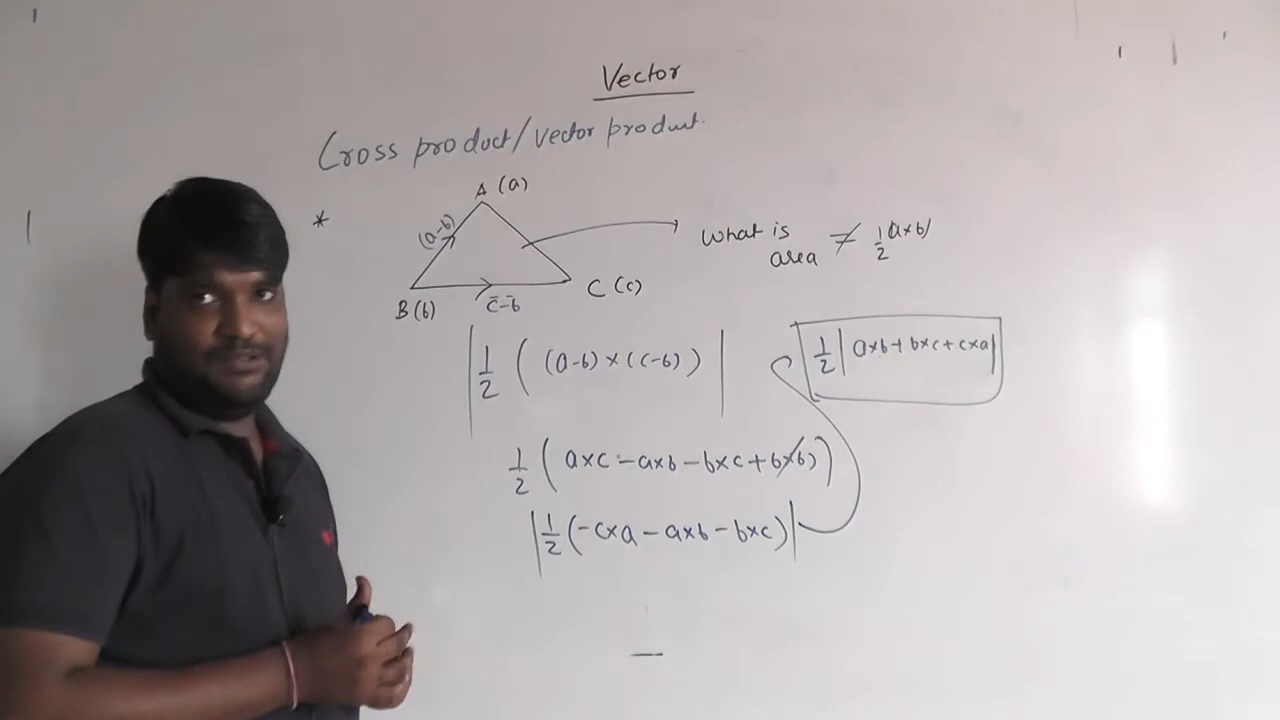 Vector
Cross product/vector product.
*
A (a)
(a-b)
B (b)
c̄-b̄
C (c)
What is
area ≠ 1/2 |a×b|
|1/2 ((a-b)×(c-b))|
1/2 |a×b+b×c+c×a|
1/2 (a×c-a×b-b×c+b×b)
|1/2 (-c×a-a×b-b×c)|